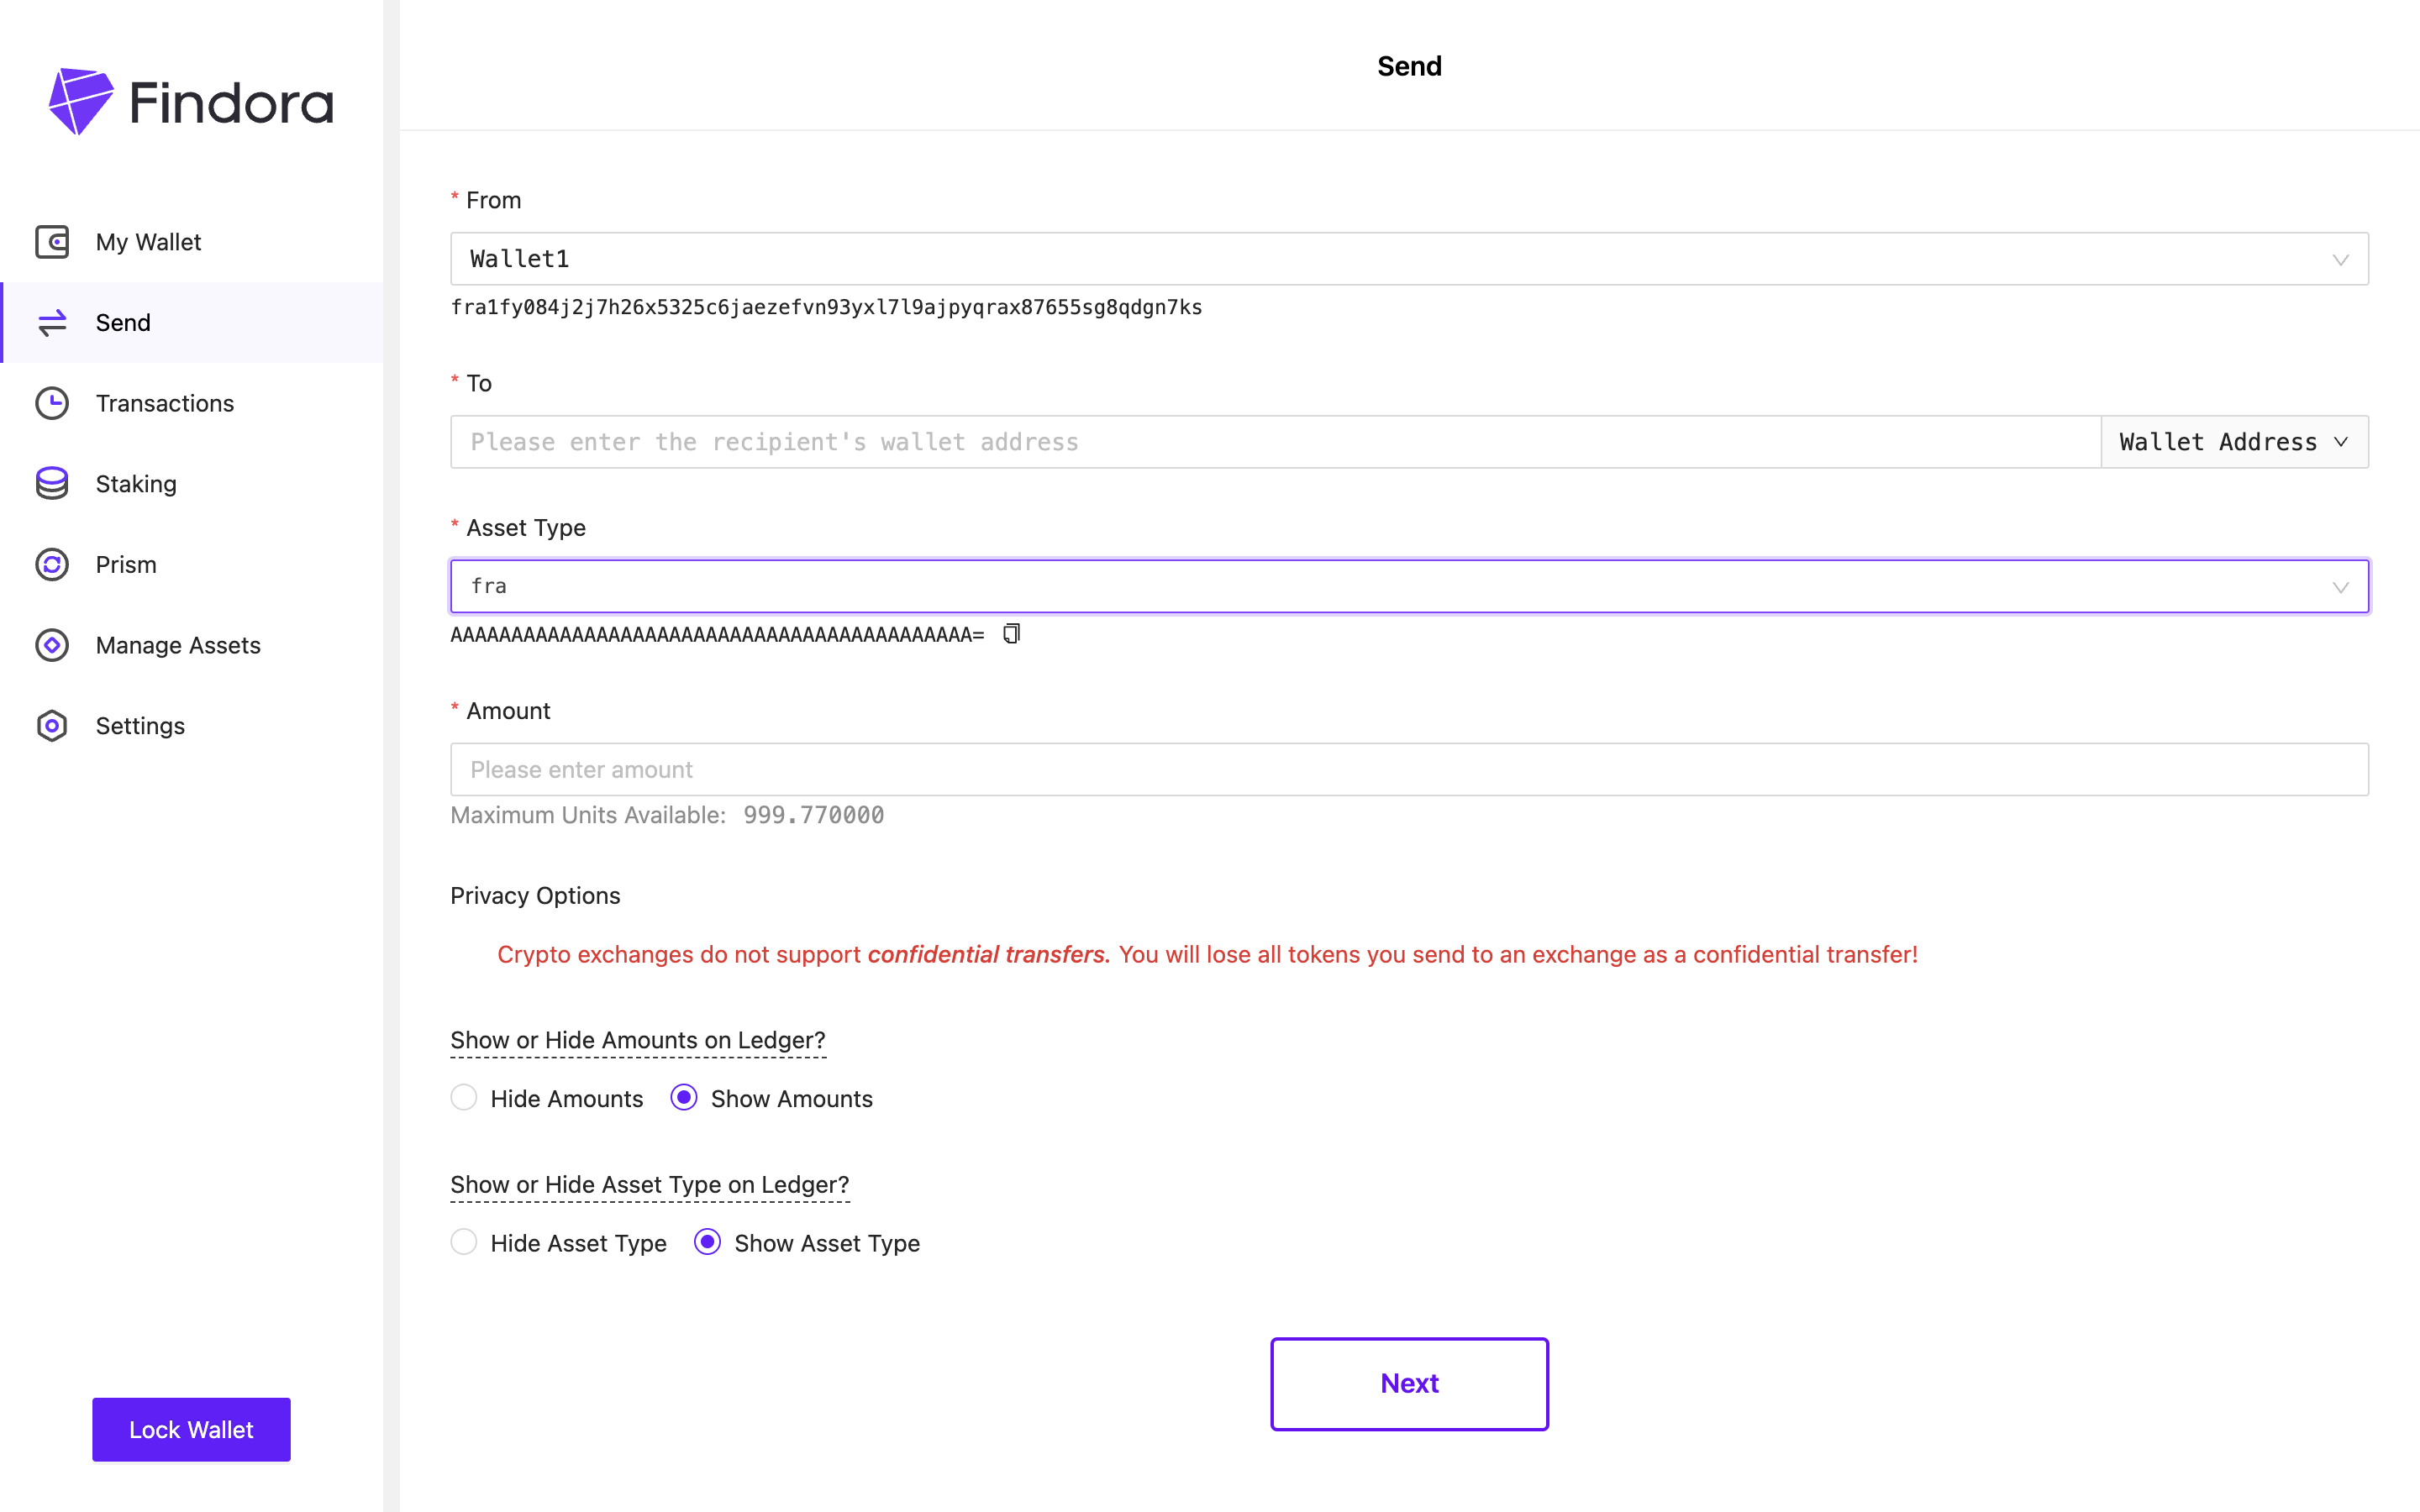 Findora
My Wallet
Send
Transactions
Staking
Prism
Manage Assets
Settings
Lock Wallet
Send
* From
Wallet1
fra1fy084j2j7h26x5325c6jaezefvn93yxl7l9ajpyqrax87655sg8qdgn7ks
* To
Please enter the recipient's wallet address
Wallet Address
* Asset Type
fra
AAAAAAAAAAAAAAAAAAAAAAAAAAAAAAAAAAAAAAAAAAA=
* Amount
Please enter amount
Maximum Units Available: 999.770000
Privacy Options
Crypto exchanges do not support confidential transfers. You will lose all tokens you send to an exchange as a confidential transfer!
Show or Hide Amounts on Ledger?
Hide Amounts Show Amounts
Show or Hide Asset Type on Ledger?
Hide Asset Type Show Asset Type
Next